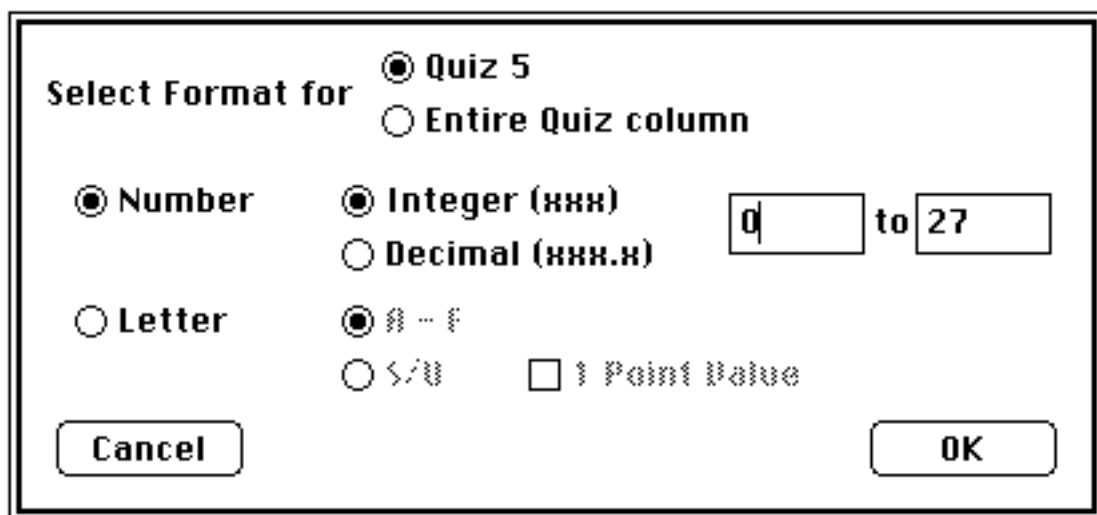 Quiz 5
Select Format for
Entire Quiz column
Number Integer (xxx) 0 to 27
Decimal (xxx.x)
Letter A - F
S/U 1 Point Value
Cancel OK